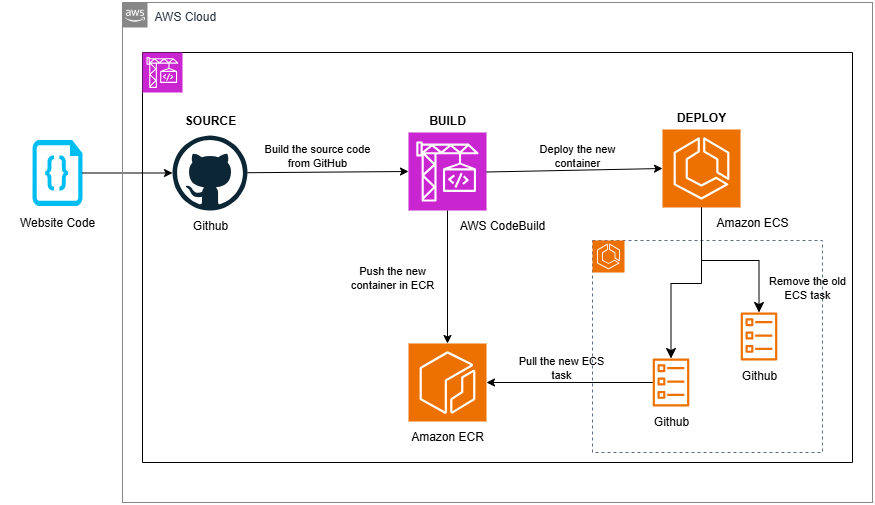 aws
AWS Cloud
SOURCE
BUILD
DEPLOY
Build the source code
from GitHub
Deploy the new
container
Website Code
Github
AWS CodeBuild
Amazon ECS
Push the new
container in ECR
Remove the old
ECS task
Pull the new ECS
task
Github
Github
Amazon ECR